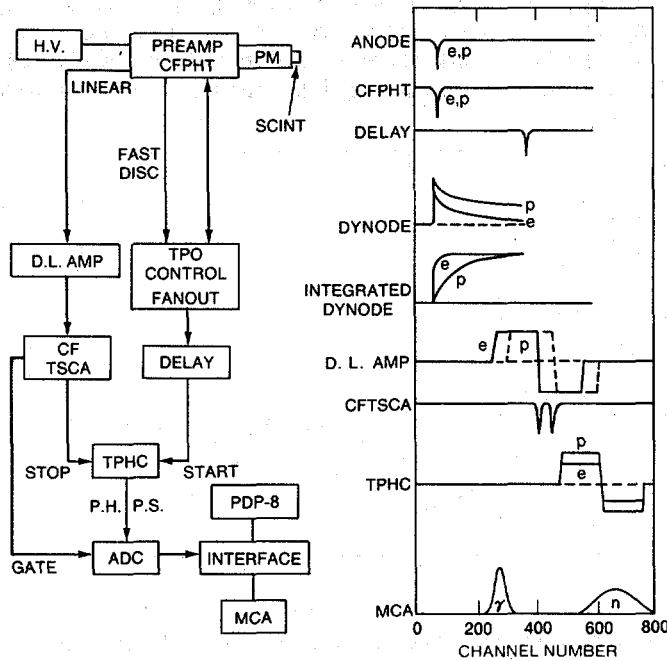 H.V.
PREAMP
CFPHT
PM
LINEAR
SCINT
FAST
DISC
D.L. AMP
TPO
CONTROL
FANOUT
CF
TSCA
DELAY
STOP
TPHC
START
P.H.
P.S.
PDP-8
GATE
ADC
INTERFACE
MCA
ANODE
e,p
CFPHT
e,p
DELAY
DYNODE
p
e
INTEGRATED
DYNODE
e
p
D. L. AMP
e
p
CFTSCA
TPHC
p
e
MCA
γ
n
0 200 400 600 800
CHANNEL NUMBER